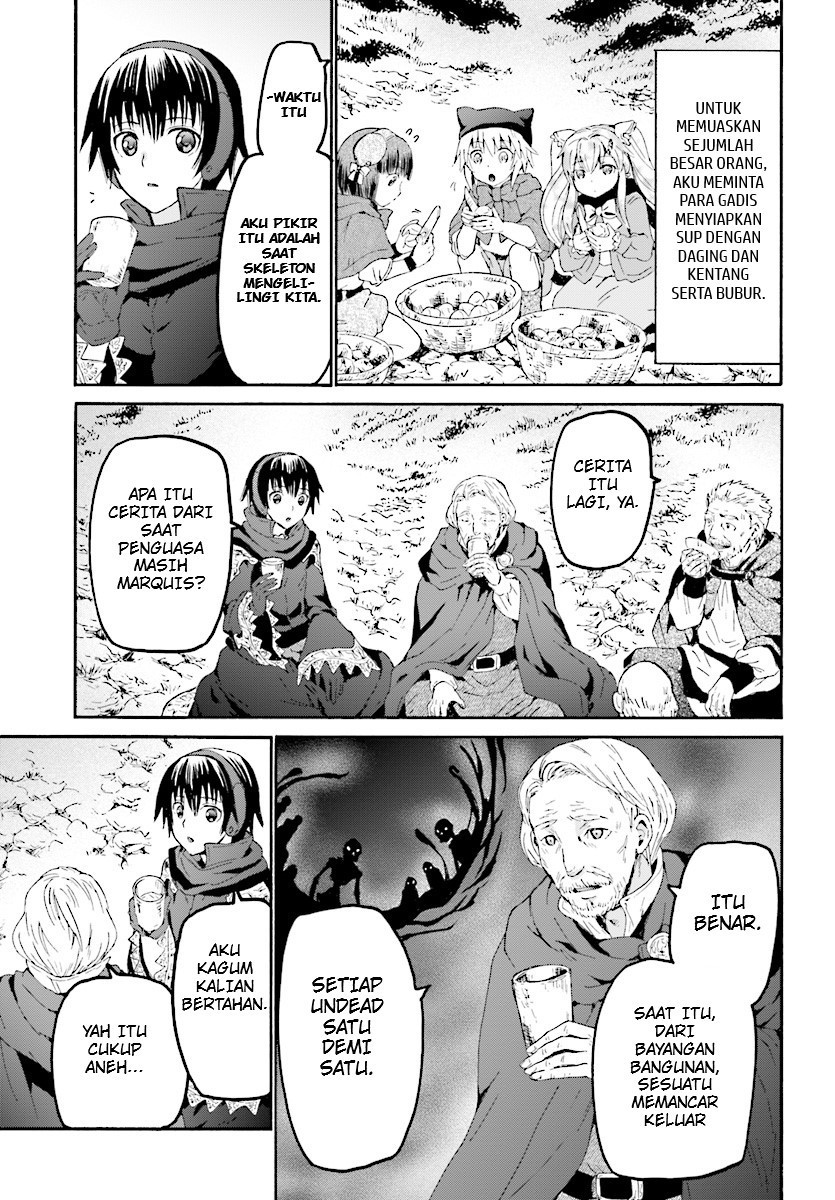 UNTUK
MEMUASKAN
SEJUMLAH
BESAR ORANG,
AKU MEMINTA
PARA GADIS
MENYIAPKAN
SUP DENGAN
DAGING DAN
KENTANG
SERTA BUBUR.
-WAKTU
ITU
AKU PIKIR
ITU ADALAH
SAAT
SKELETON
MENGELI-
LINGI KITA.
CERITA
ITU
LAGI, YA.
APA ITU
CERITA DARI
SAAT
PENGUASA
MASIH
MARQUIS?
ITU
BENAR.
SAAT ITU,
DARI
BAYANGAN
BANGUNAN,
SESUATU
MEMANCAR
KELUAR
SETIAP
UNDEAD
SATU
DEMI
SATU.
AKU
KAGUM
KALIAN
BERTAHAN.
YAH ITU
CUKUP
ANEH...